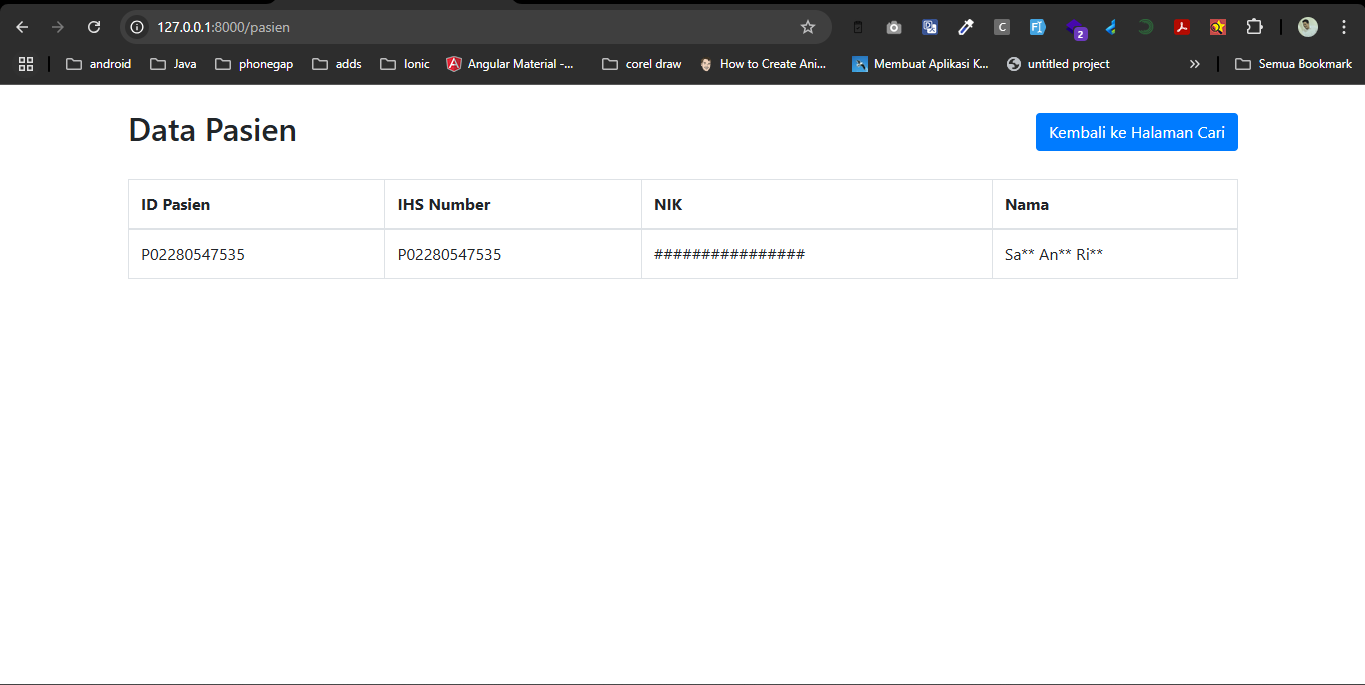 127.0.0.1:8000/pasien
C
2
android
Java
phonegap
adds
Ionic
Angular Material -...
corel draw
How to Create Ani...
Membuat Aplikasi K...
untitled project
Semua Bookmark
Data Pasien
Kembali ke Halaman Cari
ID Pasien IHS Number NIK Nama
P02280547535 P02280547535 ################ Sa** An** Ri**